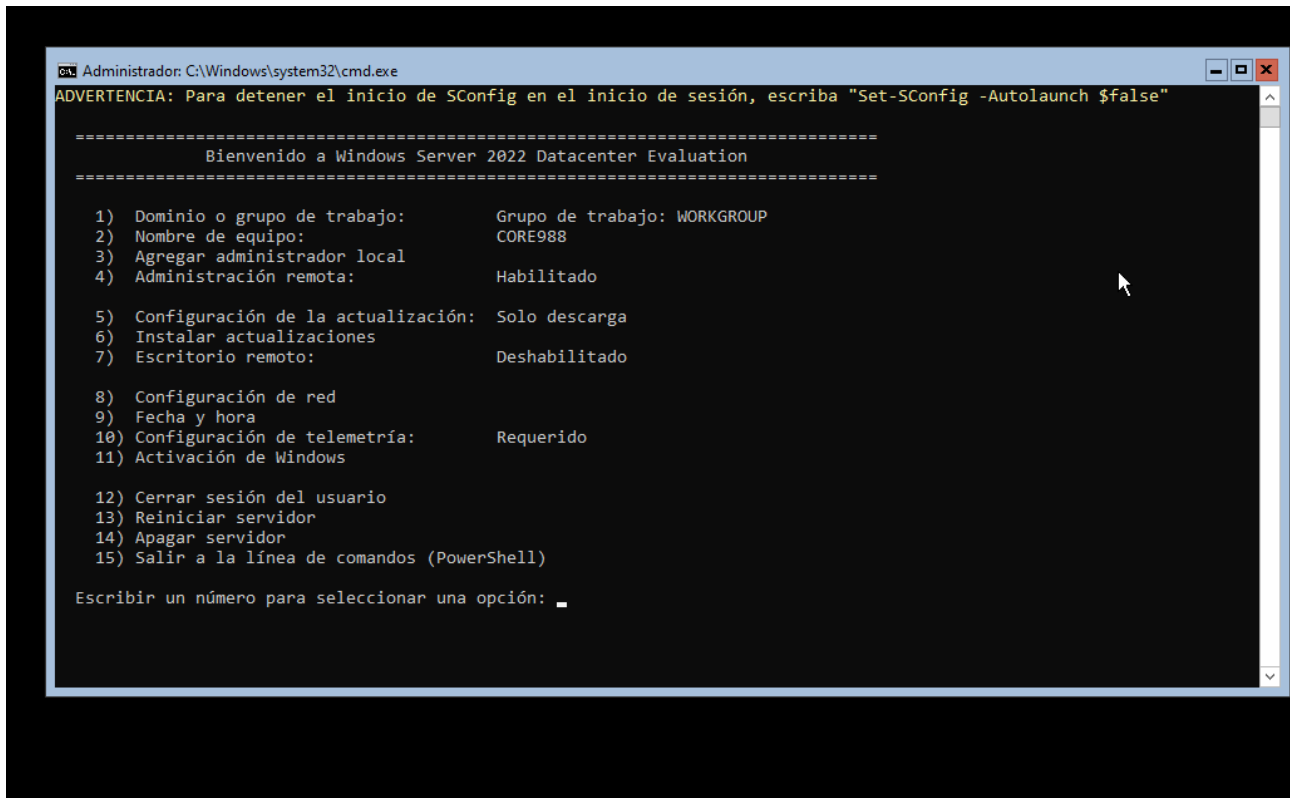 Administrador: C:\Windows\system32\cmd.exe
ADVERTENCIA: Para detener el inicio de SConfig en el inicio de sesión, escriba "Set-SConfig -Autolaunch $false"
================================================================================
Bienvenido a Windows Server 2022 Datacenter Evaluation
================================================================================
1) Dominio o grupo de trabajo: Grupo de trabajo: WORKGROUP
2) Nombre de equipo: CORE988
3) Agregar administrador local
4) Administración remota: Habilitado
5) Configuración de la actualización: Solo descarga
6) Instalar actualizaciones
7) Escritorio remoto: Deshabilitado
8) Configuración de red
9) Fecha y hora
10) Configuración de telemetría: Requerido
11) Activación de Windows
12) Cerrar sesión del usuario
13) Reiniciar servidor
14) Apagar servidor
15) Salir a la línea de comandos (PowerShell)
Escribir un número para seleccionar una opción: